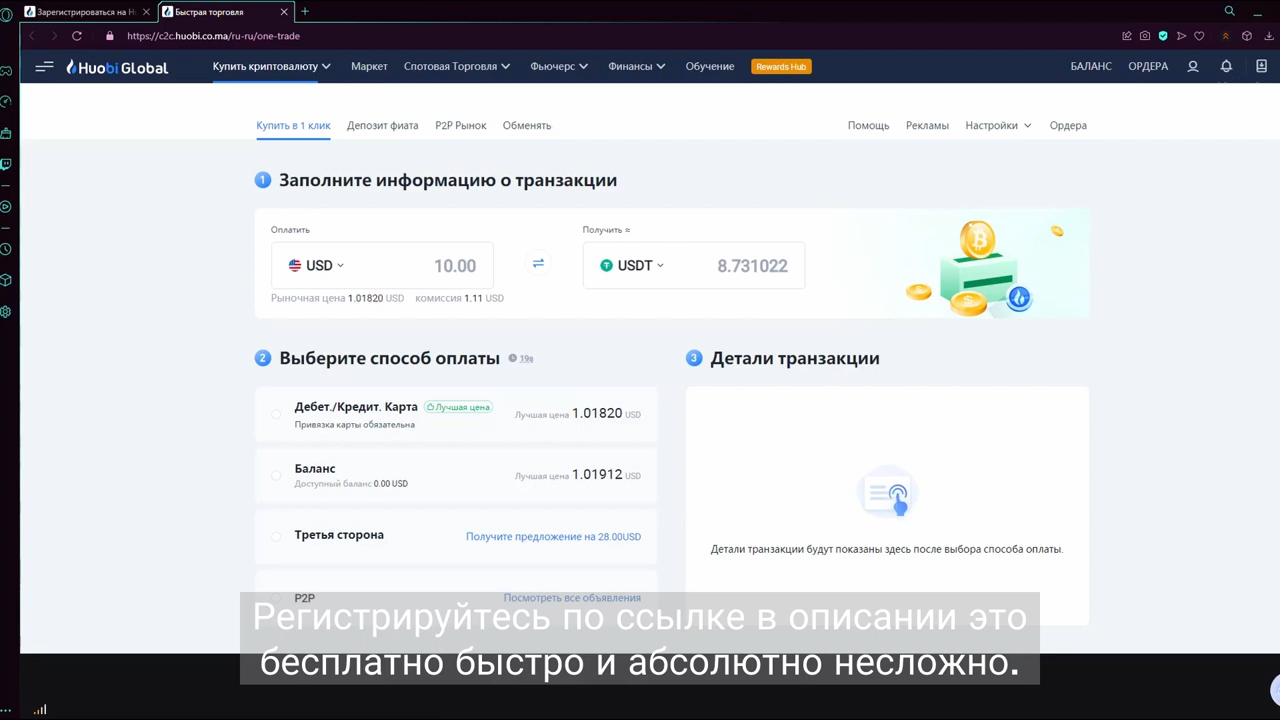 Зарегистрироваться на H
Быстрая торговля
https://c2c.huobi.co.ma/ru-ru/one-trade
Huobi Global
Купить криптовалюту
Маркет
Спотовая Торговля
Фьючерс
Финансы
Обучение
Rewards Hub
БАЛАНС
ОРДЕРА
Купить в 1 клик
Депозит фиата
P2P Рынок
Обменять
Помощь
Рекламы
Настройки
Ордера
1 Заполните информацию о транзакции
Оплатить
USD 10.00
Рыночная цена 1.01820 USD комиссия 1.11 USD
Получить ≈
USDT 8.731022
2 Выберите способ оплаты 19s
Дебет./Кредит. Карта Лучшая цена
Привязка карты обязательна
Лучшая цена 1.01820 USD
Баланс
Доступный баланс 0.00 USD
Лучшая цена 1.01912 USD
Третья сторона
Получите предложение на 28.00USD
P2P
Посмотреть все объявления
3 Детали транзакции
Детали транзакции будут показаны здесь после выбора способа оплаты.
Регистрируйтесь по ссылке в описании это
бесплатно быстро и абсолютно несложно.